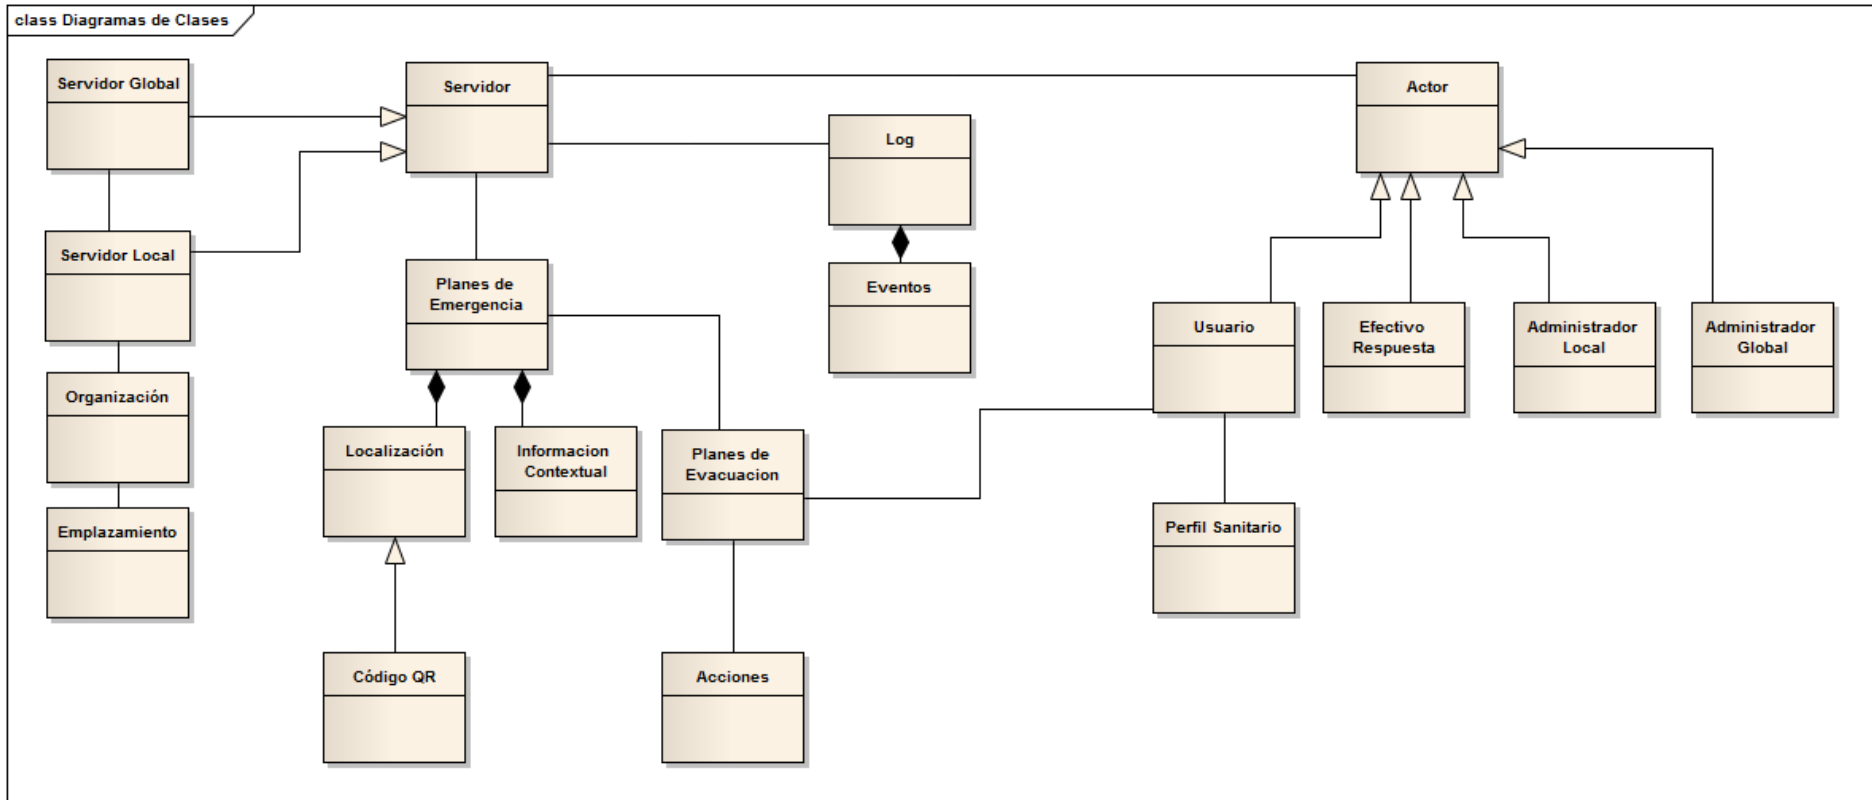 class Diagramas de Clases
Servidor Global
Servidor
Actor
Log
Servidor Local
Planes de
Emergencia
Eventos
Usuario
Efectivo
Respuesta
Administrador
Local
Administrador
Global
Organización
Localización
Informacion
Contextual
Planes de
Evacuacion
Emplazamiento
Perfil Sanitario
Código QR
Acciones